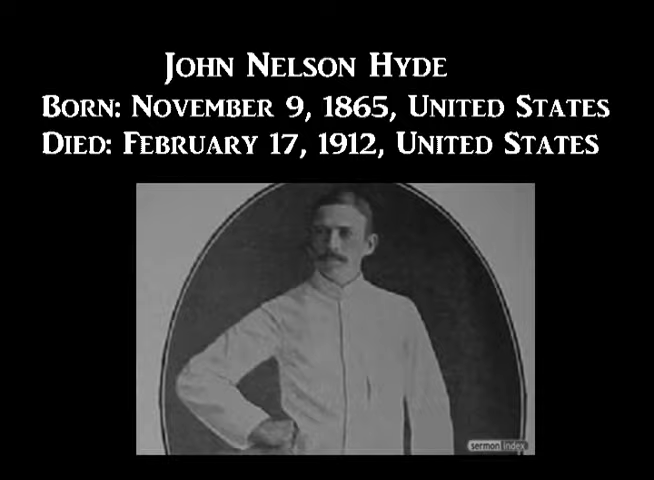 John Nelson Hyde
Born: November 9, 1865, United States
Died: February 17, 1912, United States
sermonindex